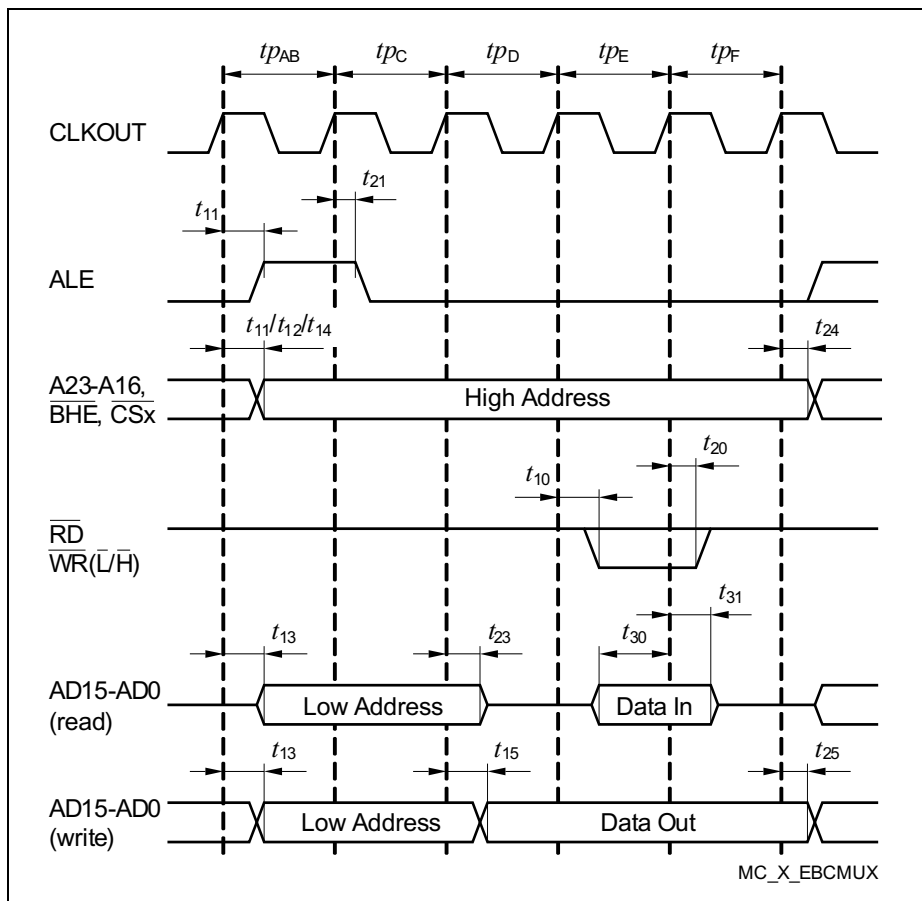 tpAB tpC tpD tpE tpF
CLKOUT
t21
t11
ALE
t11/t12/t14 t24
A23-A16,
BHE, CSx
High Address
t20
t10
RD
WR(L/H)
t31
t13 t23 t30
AD15-AD0
(read)
Low Address Data In
t13 t15 t25
AD15-AD0
(write)
Low Address Data Out
MC_X_EBCMUX